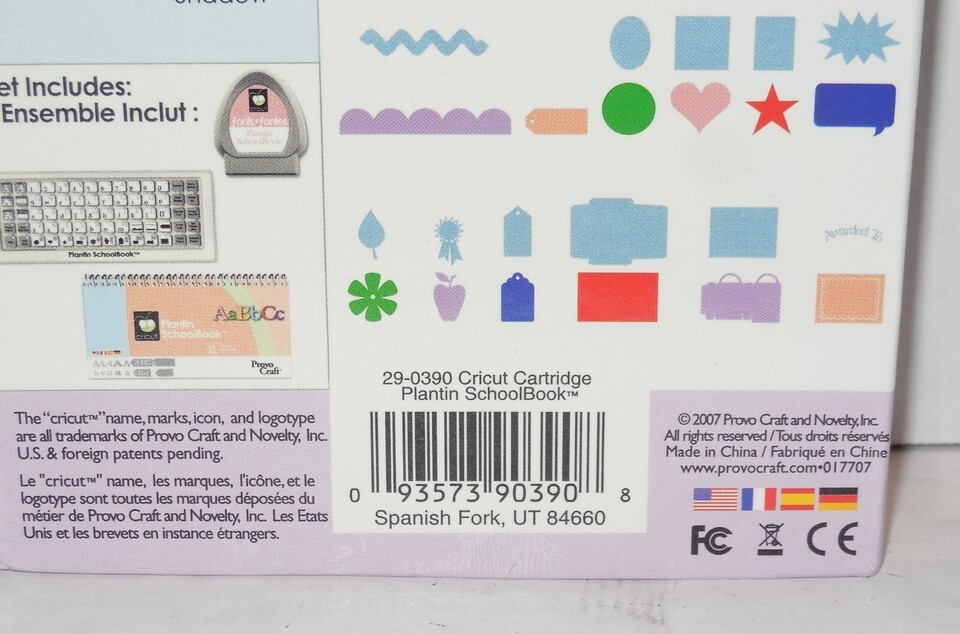 shadow
et Includes:
Ensemble Inclut :
cricut
fonts•fontes
Plantin
SchoolBook
Plantin SchoolBook™
cricut
Plantin
SchoolBook™
AaBbCc
Provo
Craft
Awarded To
29-0390 Cricut Cartridge
Plantin SchoolBook™
0 93573 90390 8
Spanish Fork, UT 84660
The "cricut™" name, marks, icon, and logotype
are all trademarks of Provo Craft and Novelty, Inc.
U.S. & foreign patents pending.
Le "cricut™" name, les marques, l'icône, et le
logotype sont toutes les marques déposées du
métier de Provo Craft and Novelty, Inc. Les Etats
Unis et les brevets en instance étrangers.
© 2007 Provo Craft and Novelty, Inc.
All rights reserved / Tous droits réservés
Made in China / Fabriqué en Chine
www.provocraft.com•017707
FC CE